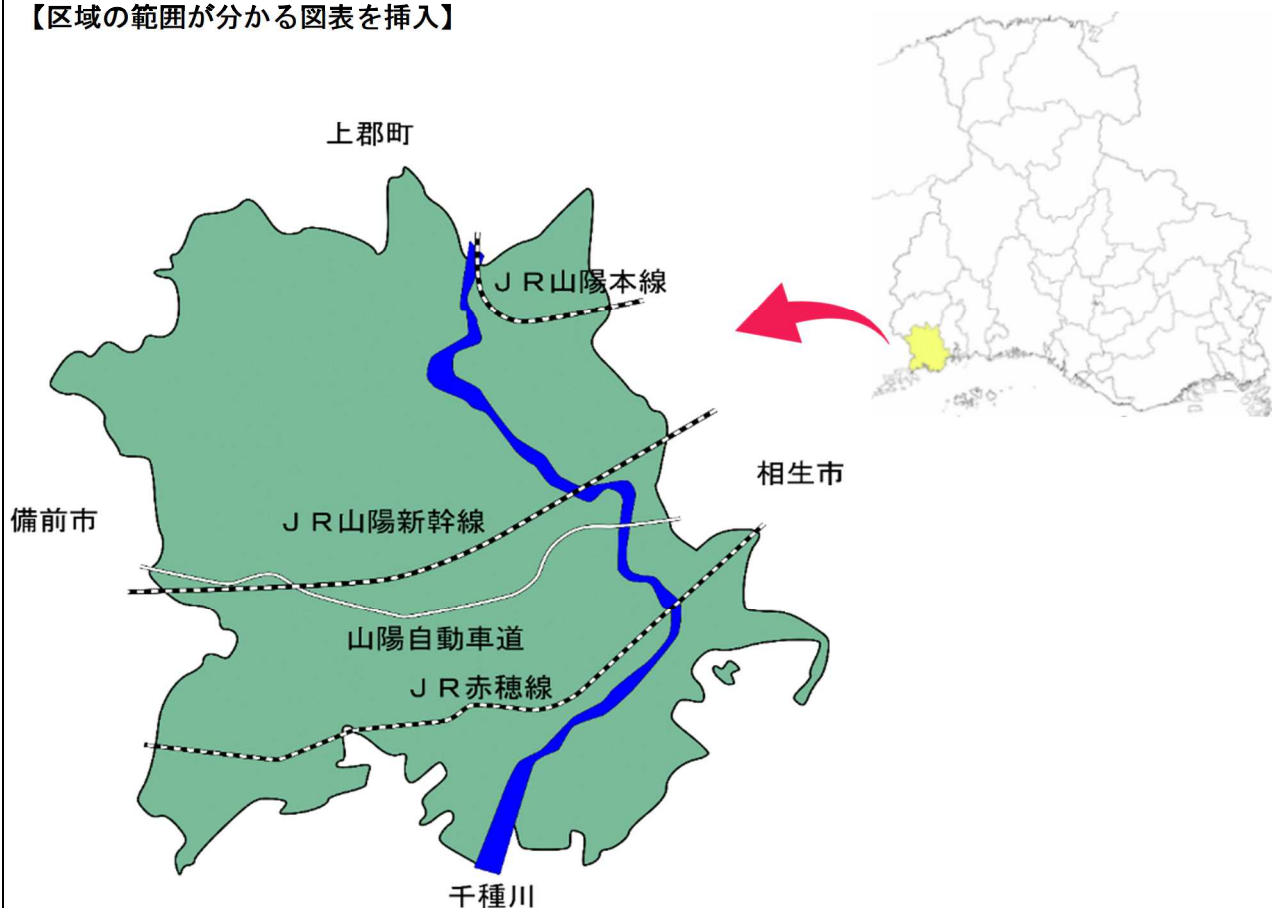 【区域の範囲が分かる図表を挿入】
上郡町
ＪＲ山陽本線
相生市
備前市
ＪＲ山陽新幹線
山陽自動車道
ＪＲ赤穂線
千種川